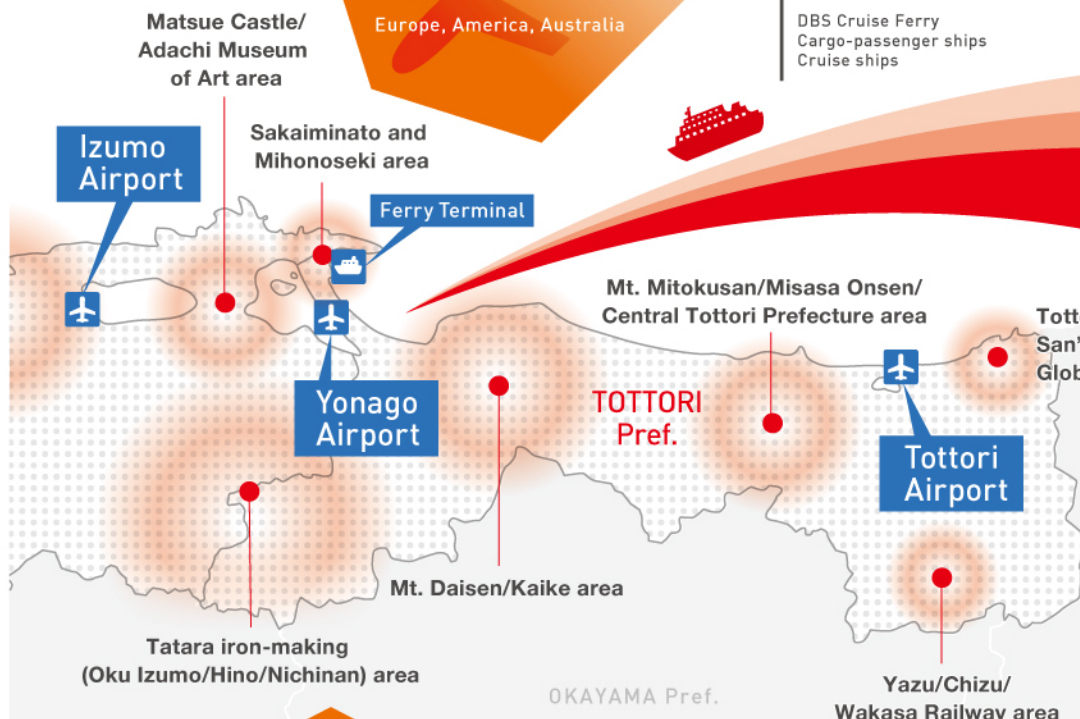 Matsue Castle/
Adachi Museum
of Art area
Europe, America, Australia
DBS Cruise Ferry
Cargo-passenger ships
Cruise ships
Izumo
Airport
Sakaiminato and
Mihonoseki area
Ferry Terminal
Mt. Mitokusan/Misasa Onsen/
Central Tottori Prefecture area
Yonago
Airport
TOTTORI
Pref.
Tottori
Airport
Mt. Daisen/Kaike area
Tatara iron-making
(Oku Izumo/Hino/Nichinan) area
OKAYAMA Pref.
Yazu/Chizu/
Wakasa Railway area